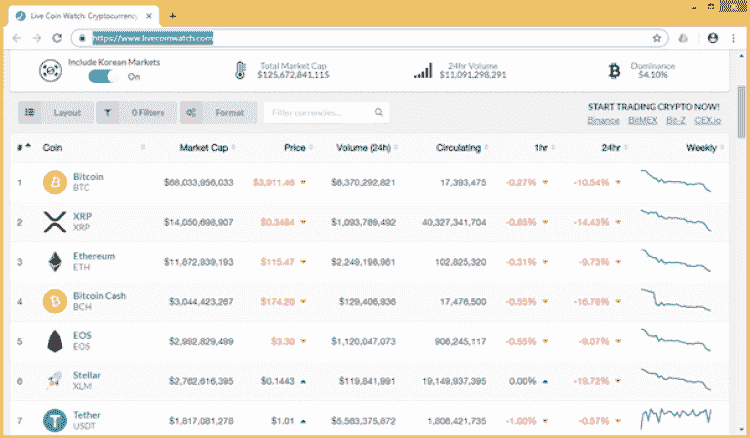 Live Coin Watch: Cryptocurrency
https://www.livecoinwatch.com
Include Korean Markets
On
Total Market Cap
$125,672,841,115
24hr Volume
$11,091,298,291
Dominance
54.10%
Layout
0 Filters
Format
Filter currencies...
START TRADING CRYPTO NOW!
Binance BitMEX Bit-Z CEX.io
# Coin Market Cap Price Volume (24h) Circulating 1hr 24hr Weekly
1 Bitcoin $68,033,956,033 $3,911.46 $6,370,292,821 17,393,475 -0.27% -10.54%
BTC
2 XRP $14,050,698,907 $0.3484 $1,093,789,492 40,327,341,704 -0.85% -14.43%
XRP
3 Ethereum $11,872,939,193 $115.47 $2,249,198,981 102,825,320 -0.31% -9.73%
ETH
4 Bitcoin Cash $3,044,423,267 $174.20 $129,406,936 17,476,500 -0.55% -16.78%
BCH
5 EOS $2,992,829,499 $3.30 $1,120,047,073 906,245,117 -0.55% -9.07%
EOS
6 Stellar $2,762,616,395 $0.1443 $119,841,991 19,149,937,395 0.00% -19.72%
XLM
7 Tether $1,817,081,278 $1.01 $5,563,375,872 1,806,421,735 -1.00% -0.57%
USDT